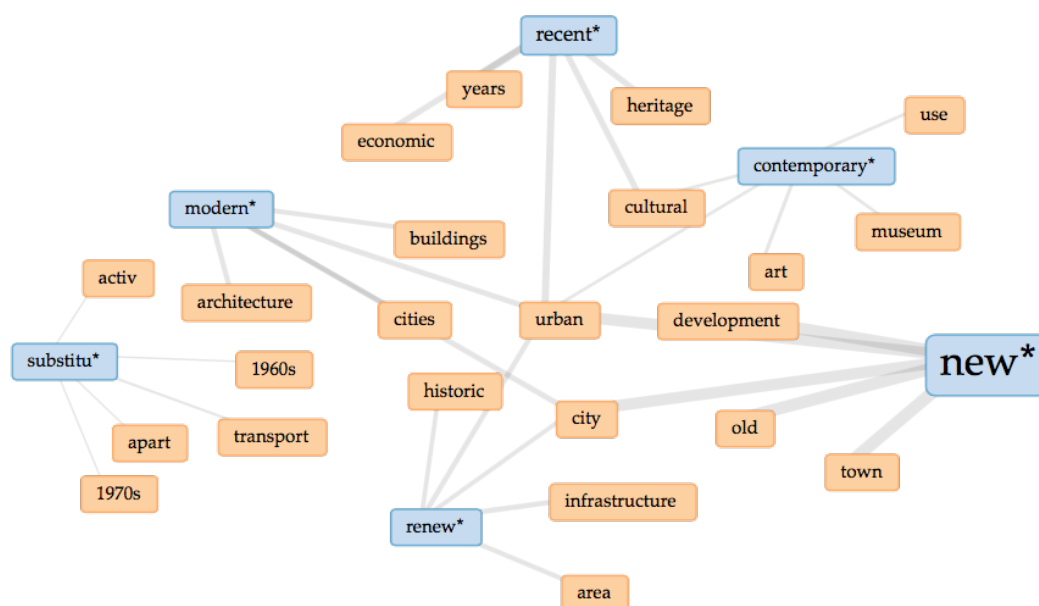 recent*
years
heritage
use
economic
contemporary*
modern*
cultural
buildings
museum
activ
art
architecture
cities
urban
development
substitu*
1960s
new*
historic
city
old
apart
transport
town
1970s
infrastructure
renew*
area